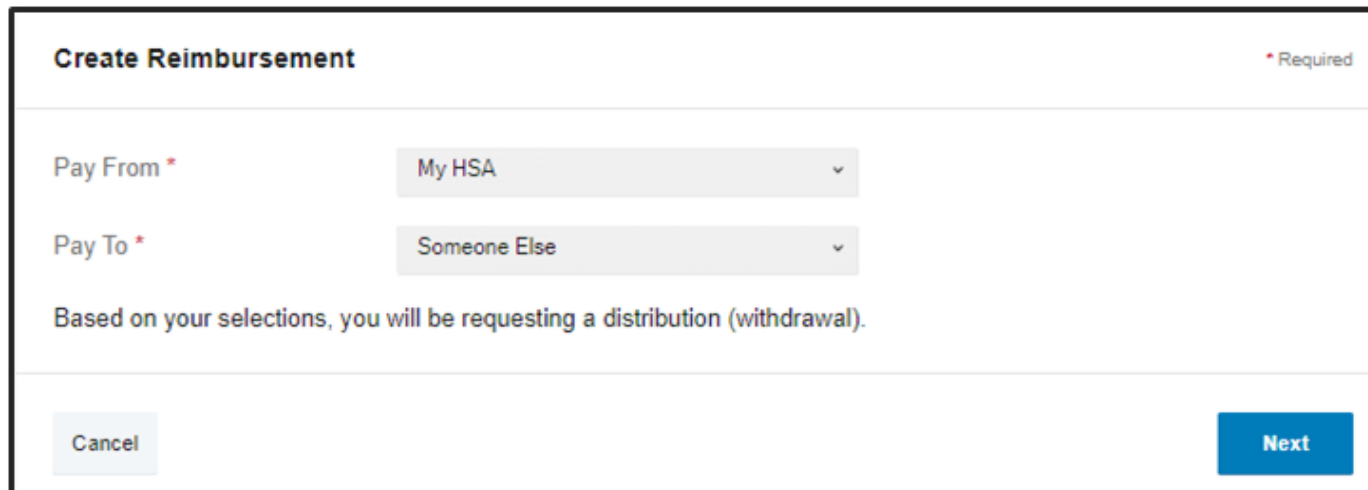 Create Reimbursement * Required
Pay From * My HSA
Pay To * Someone Else
Based on your selections, you will be requesting a distribution (withdrawal).
Cancel Next